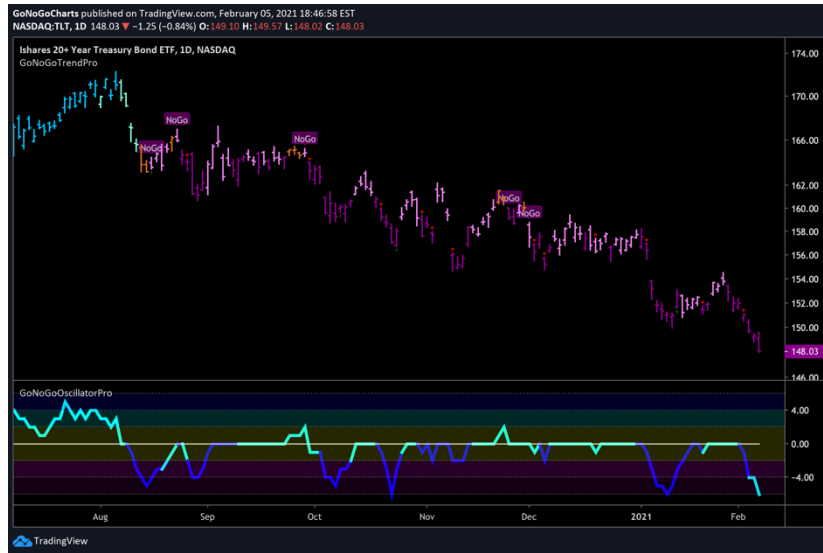 GoNoGoCharts published on TradingView.com, February 05, 2021 18:46:58 EST
NASDAQ:TLT, 1D 148.03 ▼ −1.25 (−0.84%) O:149.10 H:149.57 L:148.02 C:148.03
Ishares 20+ Year Treasury Bond ETF, 1D, NASDAQ
GoNoGoTrendPro
174.00
170.00
NoGo
166.00
NoGo
NoGo
162.00
NoGo
160.00
NoGo
158.00
156.00
154.00
152.00
150.00
148.03
146.00
GoNoGoOscillatorPro
4.00
0.00
−4.00
Aug Sep Oct Nov Dec 2021 Feb
TradingView